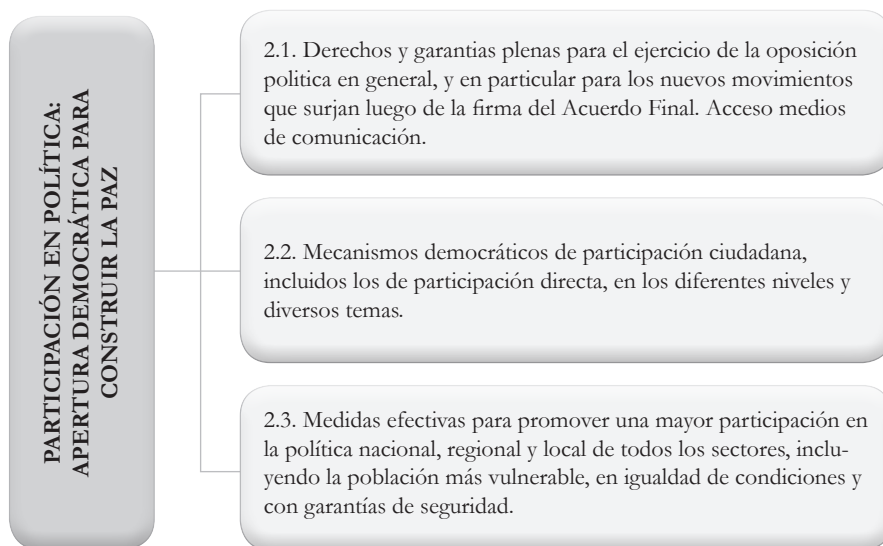 PARTICIPACIÓN EN POLÍTICA:
APERTURA DEMOCRÁTICA PARA
CONSTRUIR LA PAZ
2.1. Derechos y garantias plenas para el ejercicio de la oposición
politica en general, y en particular para los nuevos movimientos
que surjan luego de la firma del Acuerdo Final. Acceso medios
de comunicación.
2.2. Mecanismos democráticos de participación ciudadana,
incluidos los de participación directa, en los diferentes niveles y
diversos temas.
2.3. Medidas efectivas para promover una mayor participación en
la política nacional, regional y local de todos los sectores, inclu-
yendo la población más vulnerable, en igualdad de condiciones y
con garantías de seguridad.